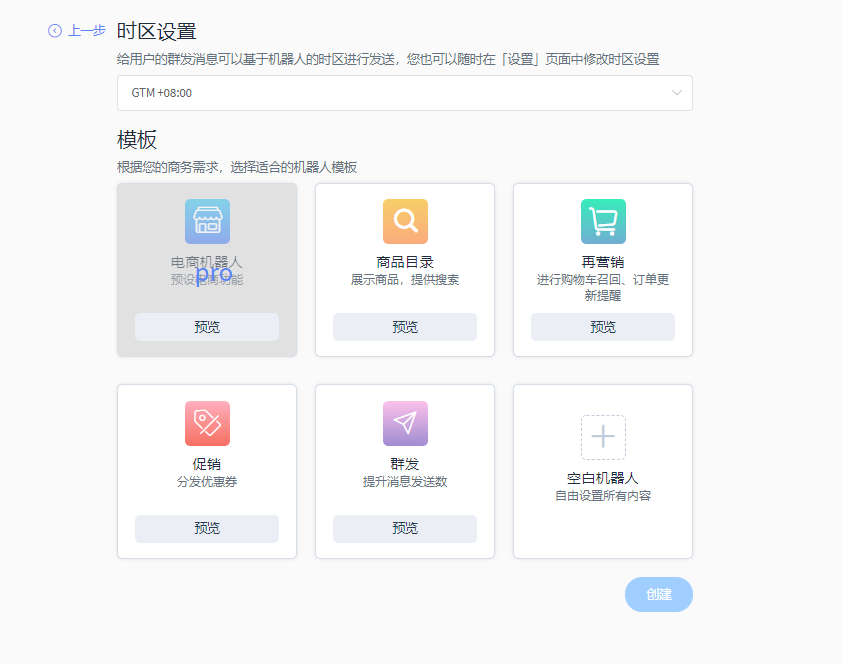 上一步
时区设置
给用户的群发消息可以基于机器人的时区进行发送，您也可以随时在「设置」页面中修改时区设置
GTM +08:00
模板
根据您的商务需求，选择适合的机器人模板
电商机器人
pro
预设电商功能
预览
商品目录
展示商品，提供搜索
预览
再营销
进行购物车召回、订单更
新提醒
预览
促销
分发优惠券
预览
群发
提升消息发送数
预览
空白机器人
自由设置所有内容
创建